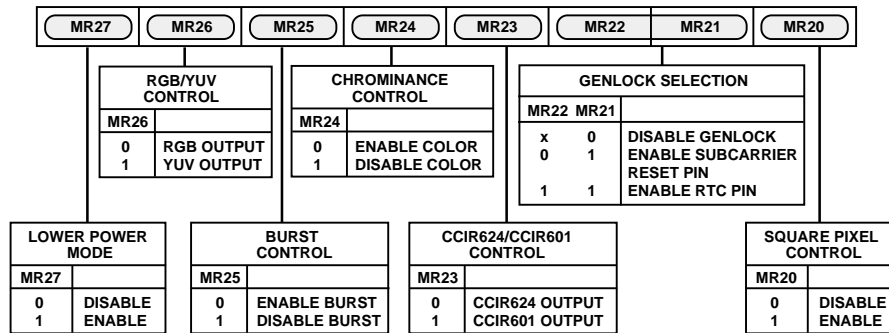 MR27 MR26 MR25 MR24 MR23 MR22 MR21 MR20
RGB/YUV
CONTROL
MR26
0 RGB OUTPUT
1 YUV OUTPUT
CHROMINANCE
CONTROL
MR24
0 ENABLE COLOR
1 DISABLE COLOR
GENLOCK SELECTION
MR22 MR21
x 0 DISABLE GENLOCK
0 1 ENABLE SUBCARRIER
RESET PIN
1 1 ENABLE RTC PIN
LOWER POWER
MODE
MR27
0 DISABLE
1 ENABLE
BURST
CONTROL
MR25
0 ENABLE BURST
1 DISABLE BURST
CCIR624/CCIR601
CONTROL
MR23
0 CCIR624 OUTPUT
1 CCIR601 OUTPUT
SQUARE PIXEL
CONTROL
MR20
0 DISABLE
1 ENABLE